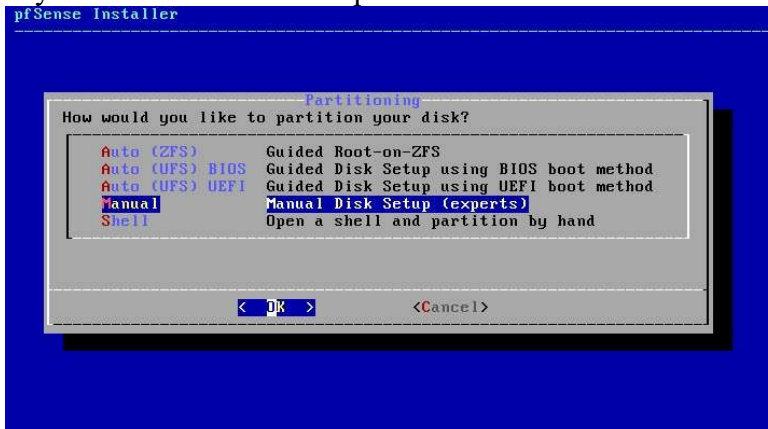 pfSense Installer
Partitioning
How would you like to partition your disk?
Auto (ZFS) Guided Root-on-ZFS
Auto (UFS) BIOS Guided Disk Setup using BIOS boot method
Auto (UFS) UEFI Guided Disk Setup using UEFI boot method
Manual Manual Disk Setup (experts)
Shell Open a shell and partition by hand
< OK > <Cancel>